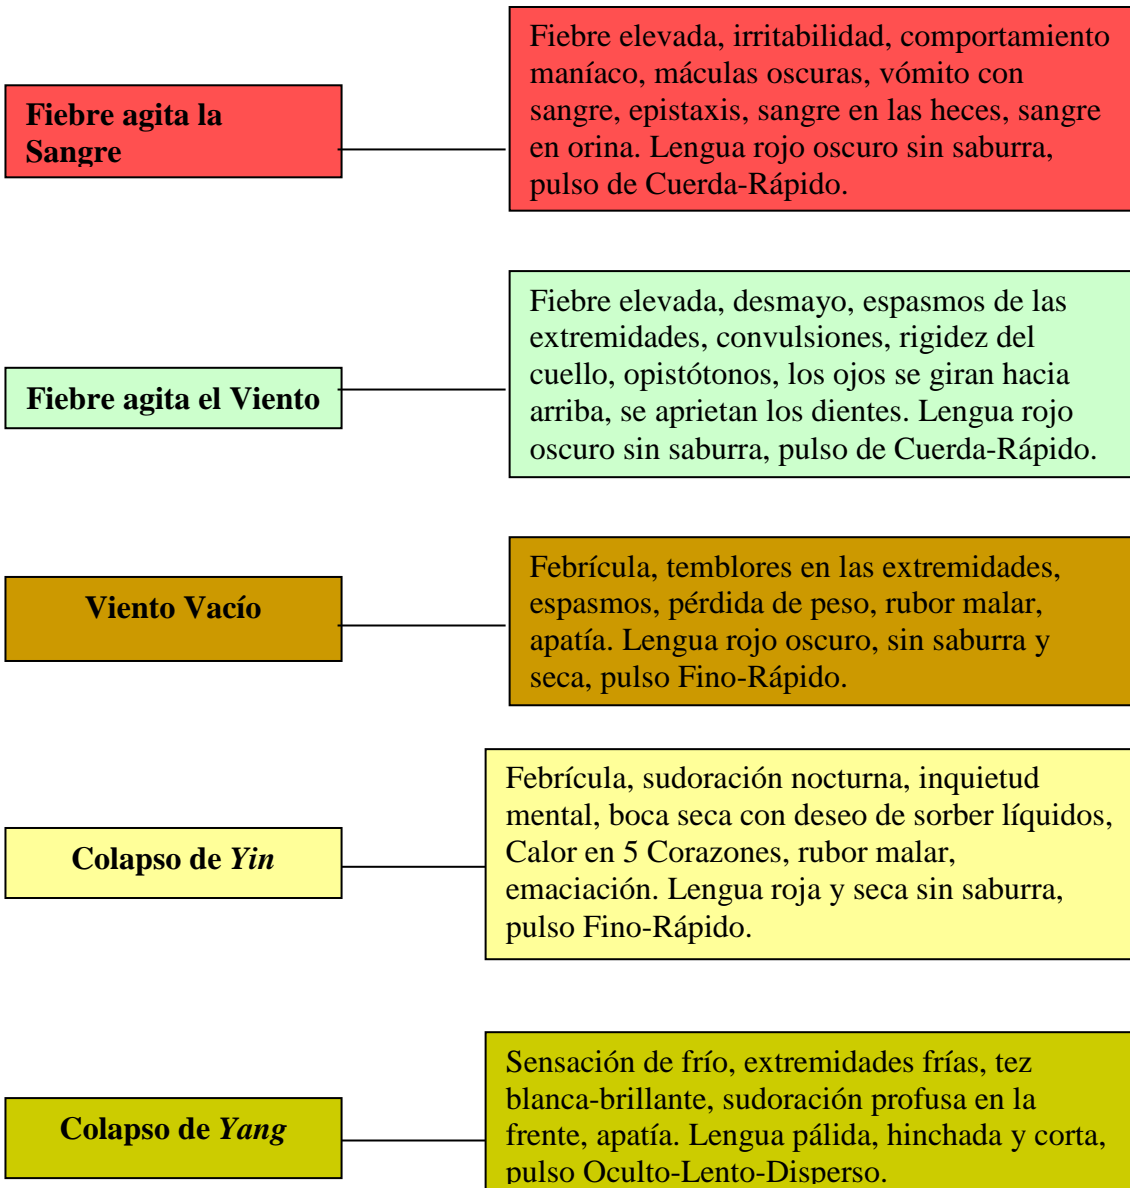 Fiebre agita la
Sangre
Fiebre elevada, irritabilidad, comportamiento
maníaco, máculas oscuras, vómito con
sangre, epistaxis, sangre en las heces, sangre
en orina. Lengua rojo oscuro sin saburra,
pulso de Cuerda-Rápido.
Fiebre agita el Viento
Fiebre elevada, desmayo, espasmos de las
extremidades, convulsiones, rigidez del
cuello, opistótonos, los ojos se giran hacia
arriba, se aprietan los dientes. Lengua rojo
oscuro sin saburra, pulso de Cuerda-Rápido.
Viento Vacío
Febrícula, temblores en las extremidades,
espasmos, pérdida de peso, rubor malar,
apatía. Lengua rojo oscuro, sin saburra y
seca, pulso Fino-Rápido.
Colapso de Yin
Febrícula, sudoración nocturna, inquietud
mental, boca seca con deseo de sorber líquidos,
Calor en 5 Corazones, rubor malar,
emaciación. Lengua roja y seca sin saburra,
pulso Fino-Rápido.
Colapso de Yang
Sensación de frío, extremidades frías, tez
blanca-brillante, sudoración profusa en la
frente, apatía. Lengua pálida, hinchada y corta,
pulso Oculto-Lento-Disperso.